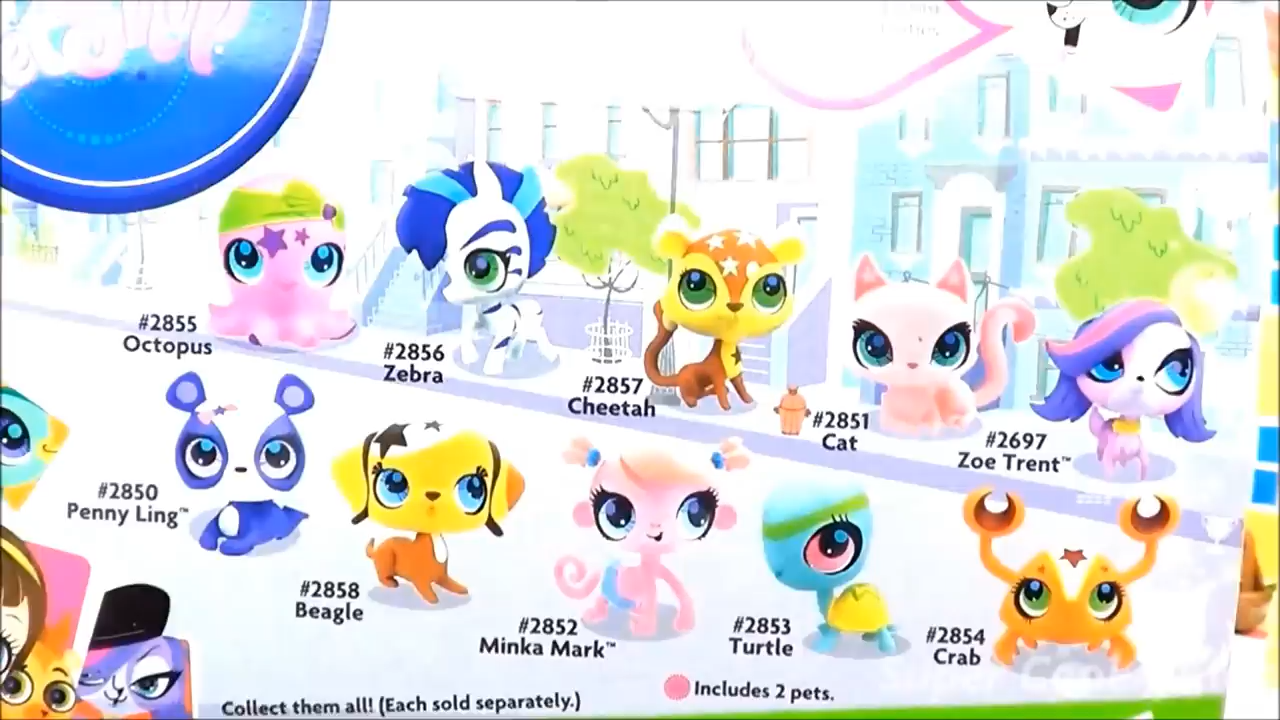 #2855
Octopus
#2856
Zebra
#2857
Cheetah
#2851
Cat
#2697
Zoe Trent™
#2850
Penny Ling™
#2858
Beagle
#2852
Minka Mark™
#2853
Turtle
#2854
Crab
Collect them all! (Each sold separately.)
Includes 2 pets.